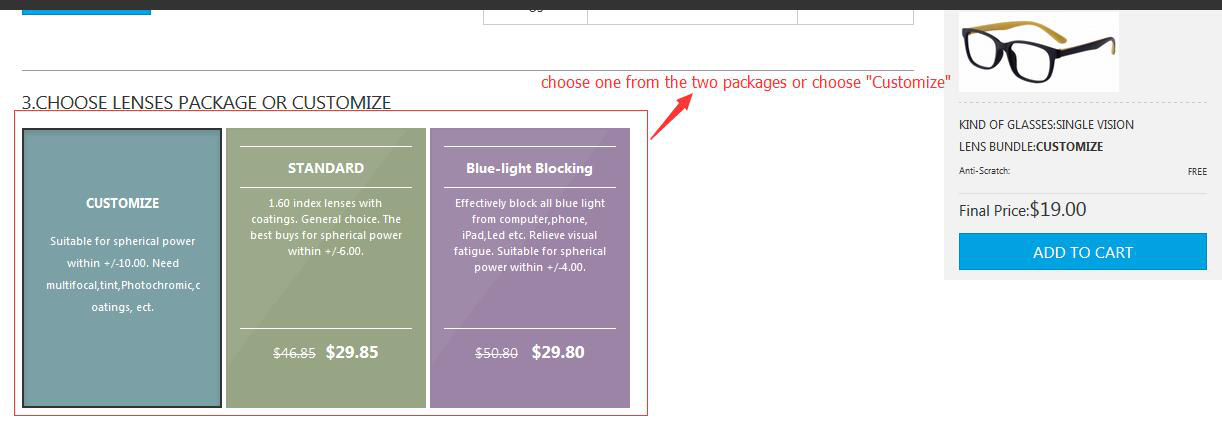 choose one from the two packages or choose "Customize"
3.CHOOSE LENSES PACKAGE OR CUSTOMIZE
CUSTOMIZE
Suitable for spherical power
within +/-10.00. Need
multifocal,tint,Photochromic,c
oatings, ect.
STANDARD
1.60 index lenses with
coatings. General choice. The
best buys for spherical power
within +/-6.00.
$46.85 $29.85
Blue-light Blocking
Effectively block all blue light
from computer,phone,
iPad,Led etc. Relieve visual
fatigue. Suitable for spherical
power within +/-4.00.
$50.80 $29.80
KIND OF GLASSES:SINGLE VISION
LENS BUNDLE:CUSTOMIZE
Anti-Scratch: FREE
Final Price:$19.00
ADD TO CART